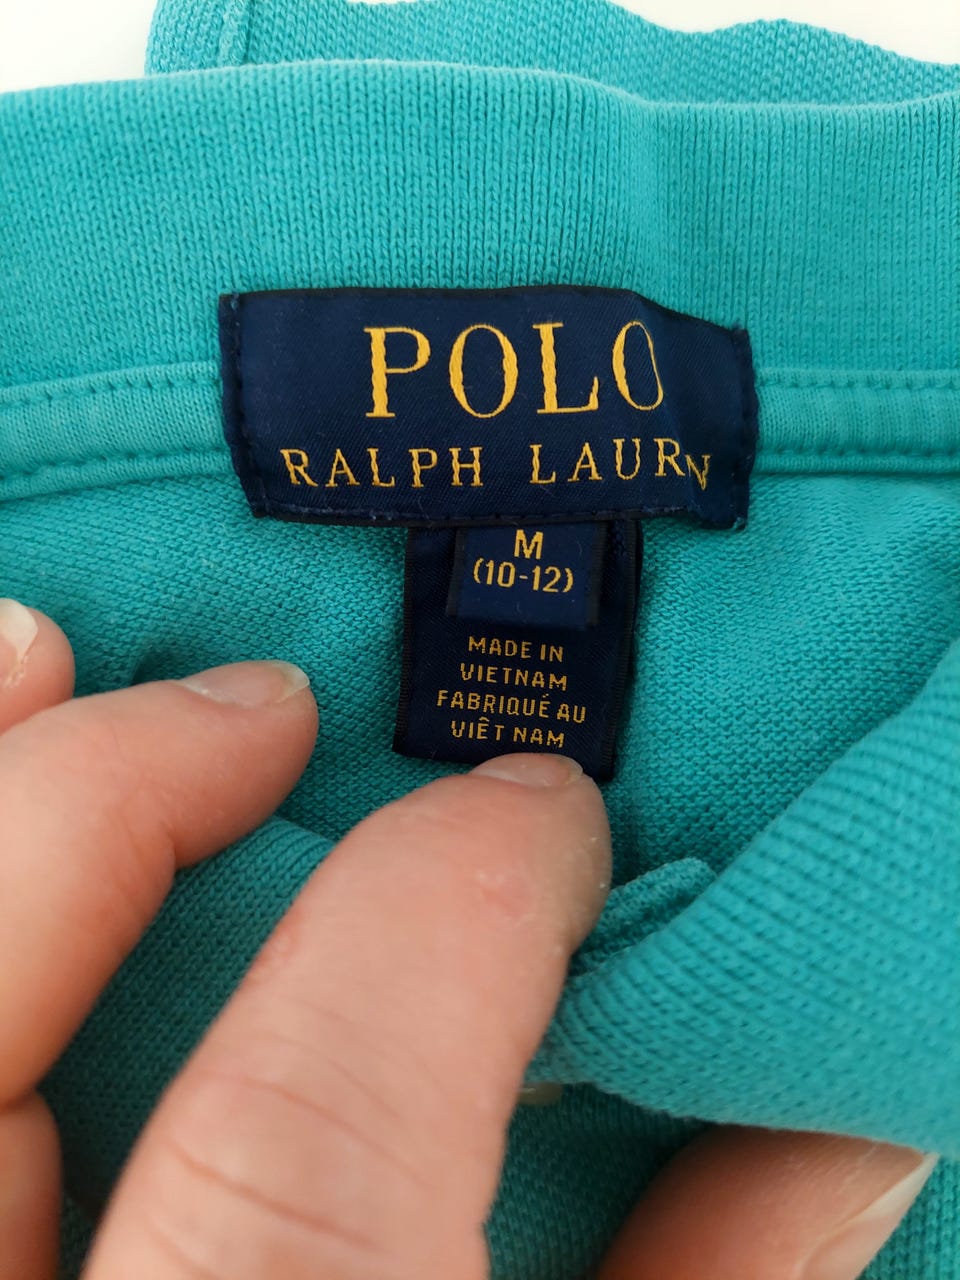 POLO
RALPH LAURN
M
(10-12)
MADE IN
VIETNAM
FABRIQUÉ AU
VIÊT NAM